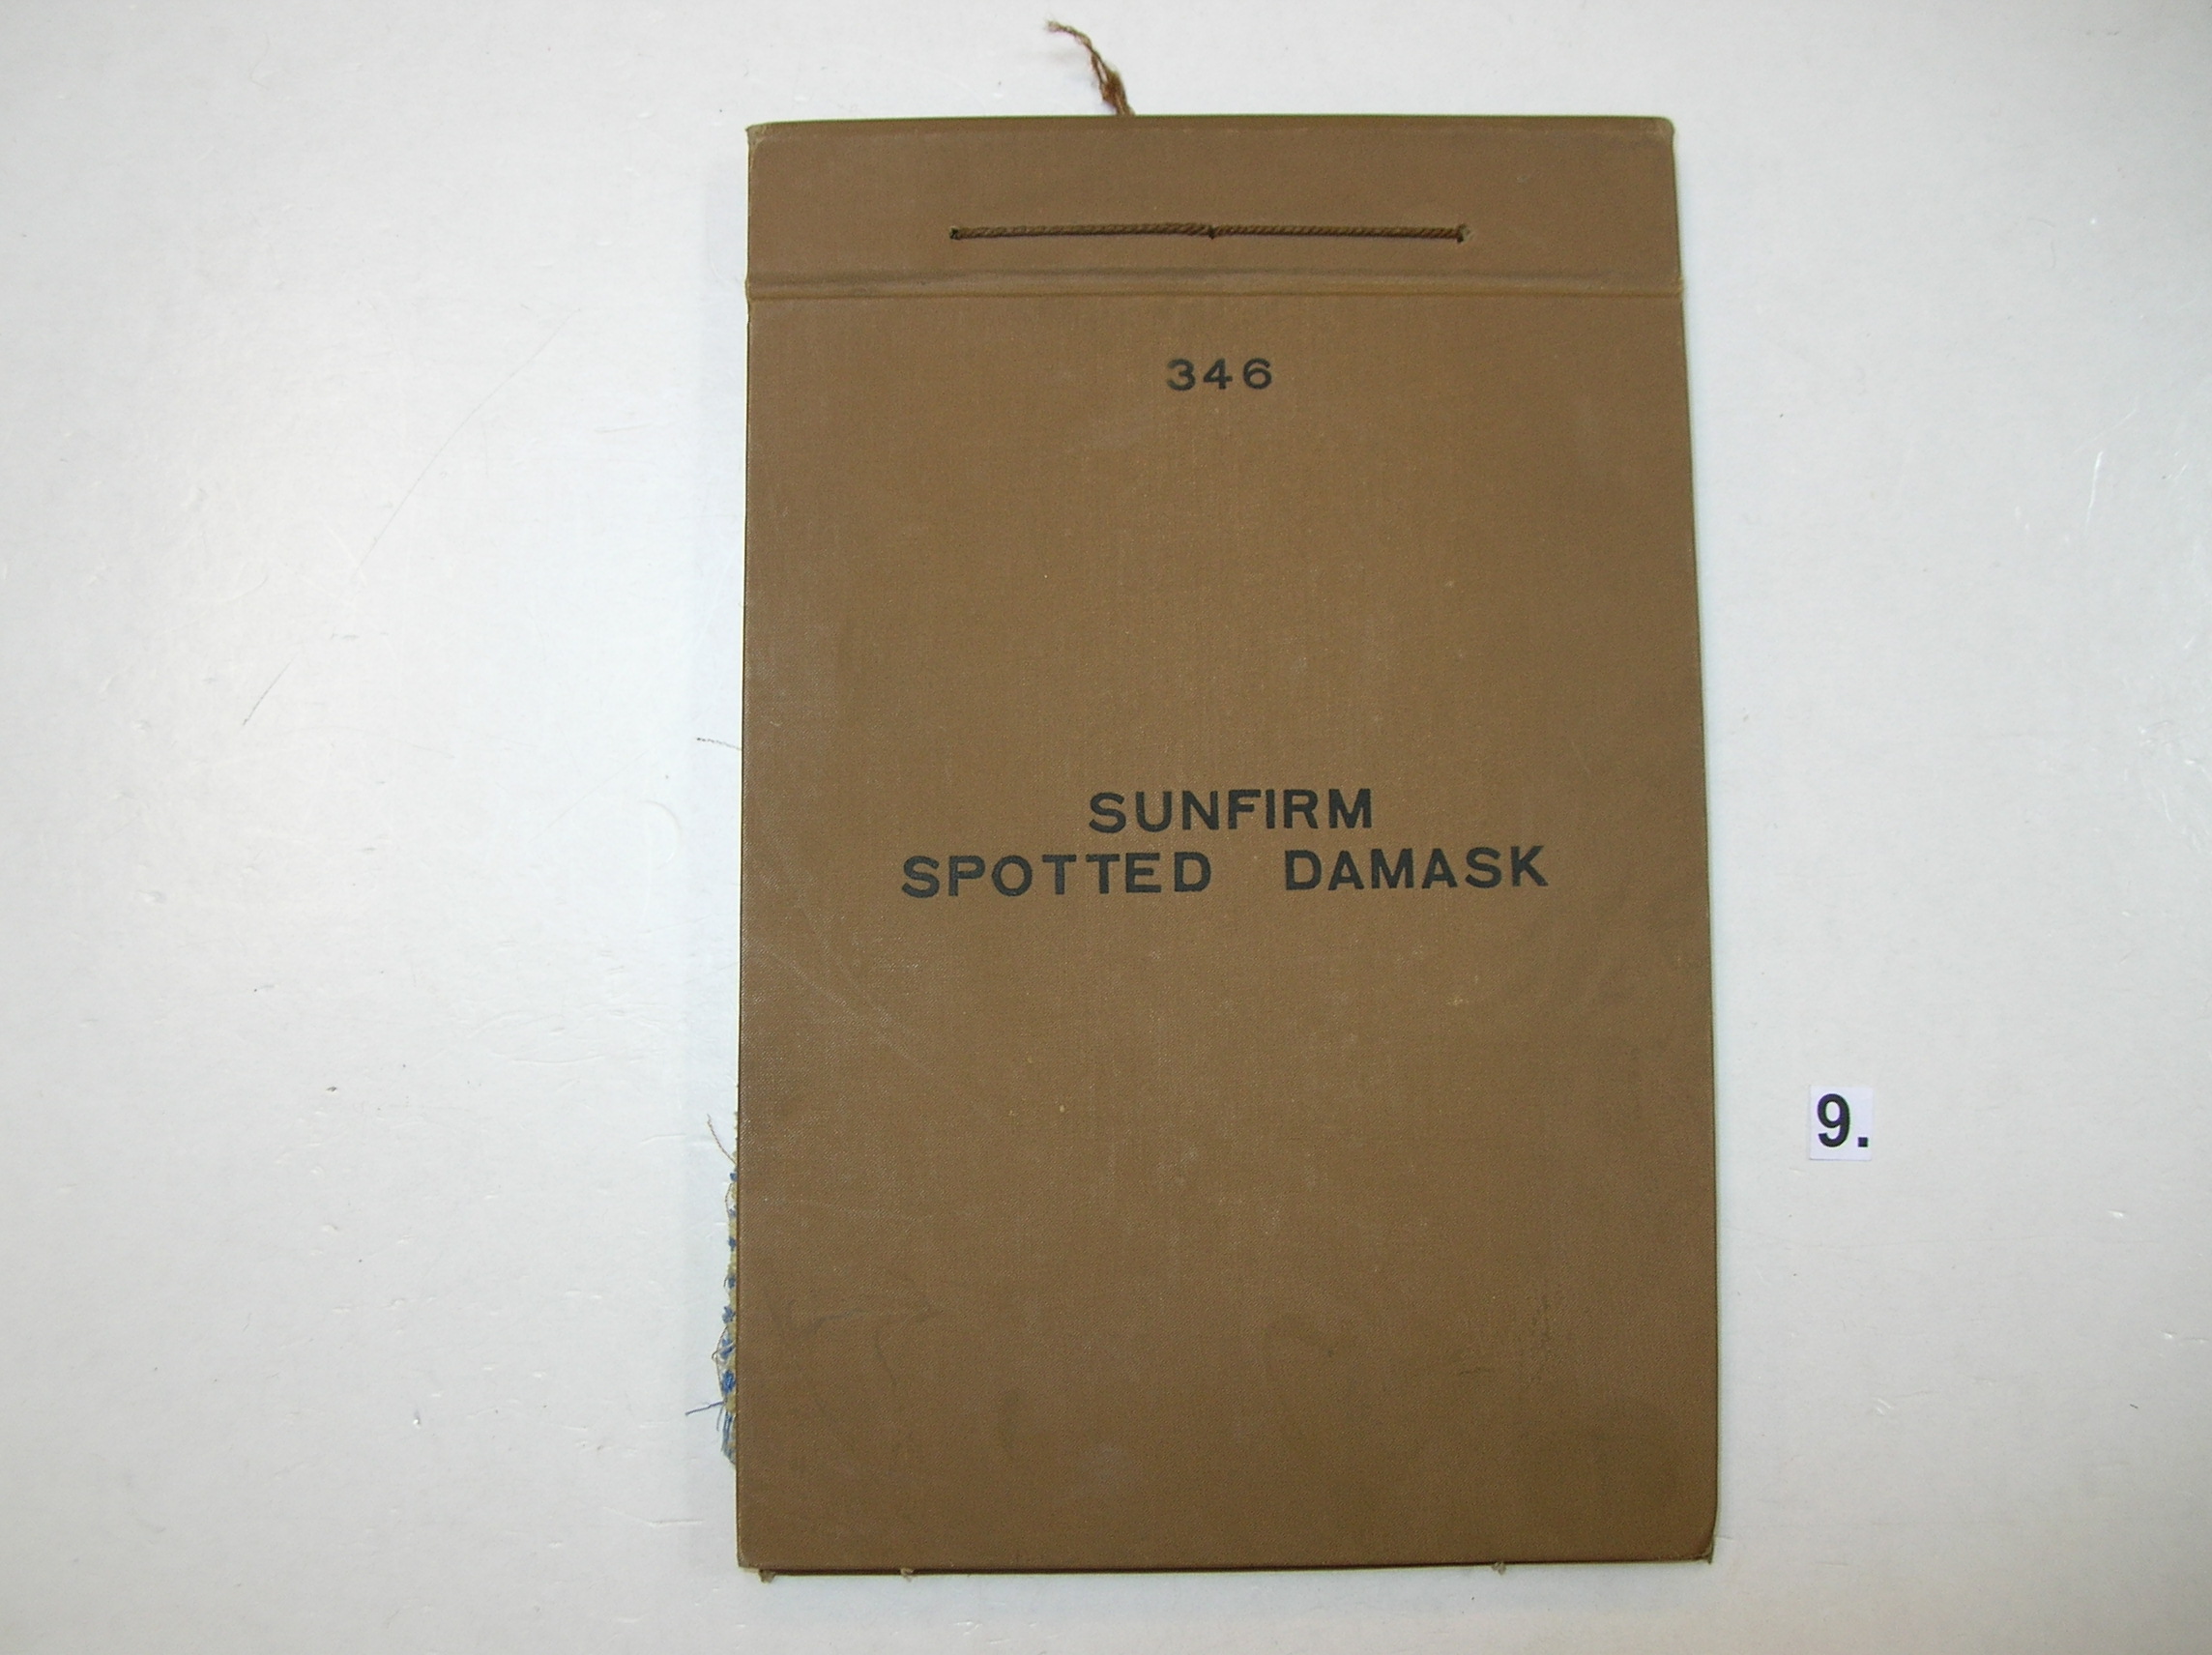 346
SUNFIRM
SPOTTED DAMASK
9.